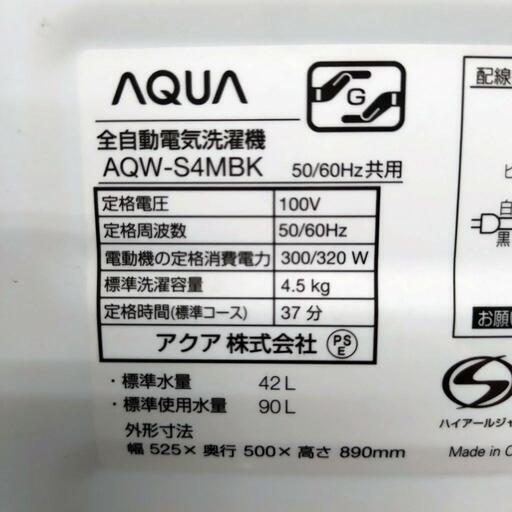 AQUA
G
全自動電気洗濯機
AQW-S4MBK 50/60Hz共用
定格電圧 100V
定格周波数 50/60Hz
電動機の定格消費電力 300/320 W
標準洗濯容量 4.5 kg
定格時間(標準コース) 37 分
アクア 株式会社 PSE
・標準水量 42L
・標準使用水量 90L
外形寸法
幅 525× 奥行 500× 高さ 890mm
配線
白
黒
お願い
S
ハイアールジャ
Made in C